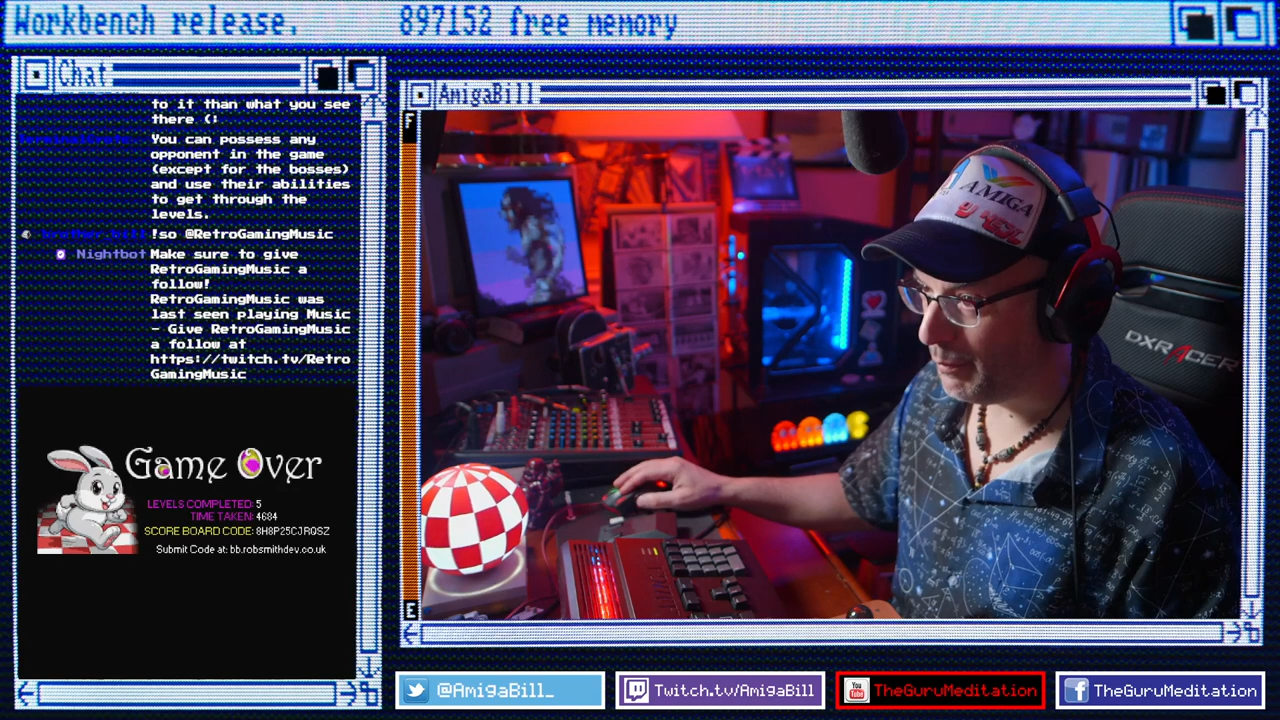 Workbench release. 897152 free memory
Chat
to it than what you see
there (:
You can possess any
opponent in the game
(except for the bosses)
and use their abilities
to get through the
levels.
!so @RetroGamingMusic
Nightbot Make sure to give
RetroGamingMusic a
follow!
RetroGamingMusic was
last seen playing Music
- Give RetroGamingMusic
a follow at
https://twitch.tv/Retro
GamingMusic
Game Over
LEVELS COMPLETED: 5
TIME TAKEN: 4684
SCORE BOARD CODE: 8H8P25CJRQSZ
Submit Code at: bb.robsmithdev.co.uk
AmigaBill
F
E
AMIGA
DXRACER
@AmigaBill_
Twitch.tv/AmigaBill
You Tube
TheGuruMeditation
f TheGuruMeditation